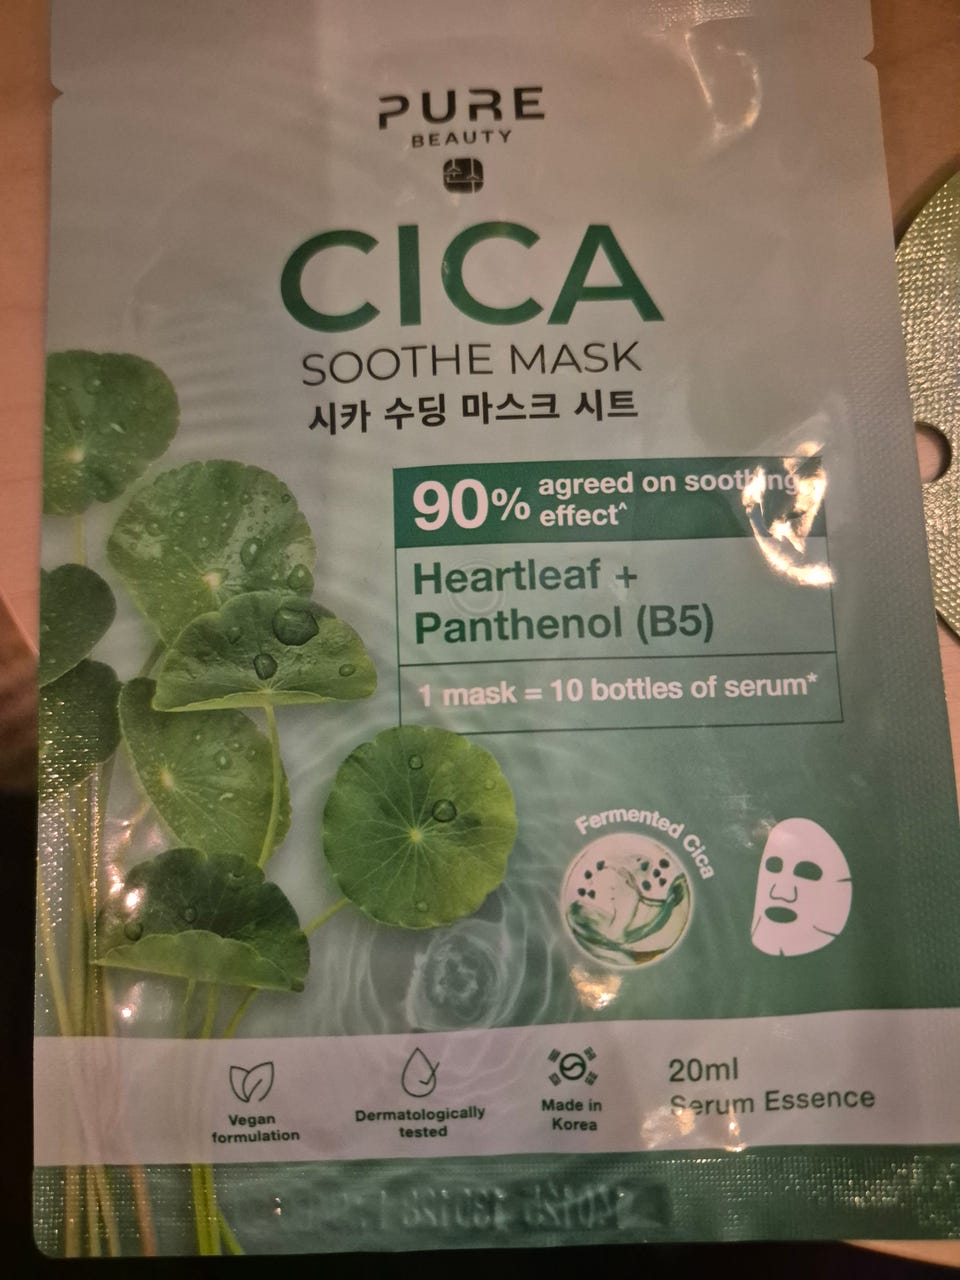 PURE
BEAUTY
CICA
SOOTHE MASK
시카 수딩 마스크 시트
90% agreed on soothing
effect^
Heartleaf +
Panthenol (B5)
1 mask = 10 bottles of serum*
Fermented Cica
Vegan
formulation
Dermatologically
tested
Made in
Korea
20ml
Serum Essence